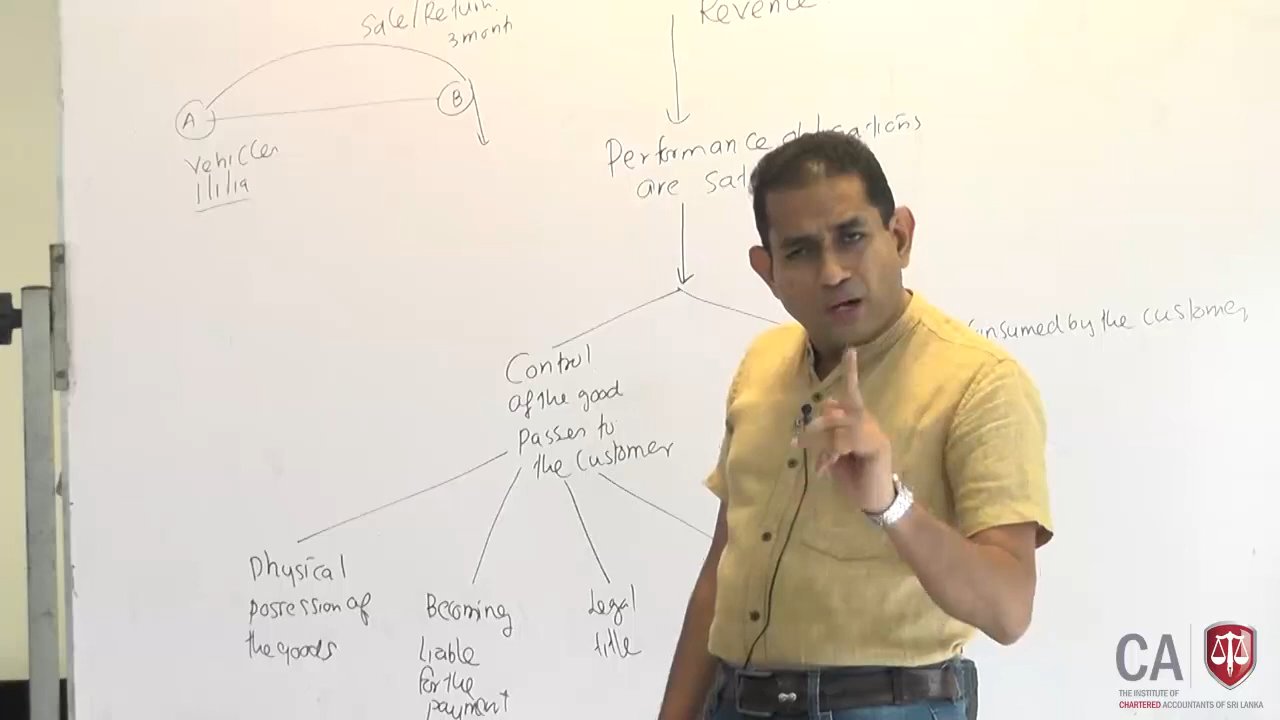 Sale/Return
3 month
Revence
A
B
Vehicles
1/1/19
Performance obligations
are sat
Control
of the good
Passes to
the Customer
Consumed by the customer
Physical
possession of
the goods
Becoming
liable
for the
payment
Legal
title
CA
THE INSTITUTE OF
CHARTERED ACCOUNTANTS OF SRI LANKA